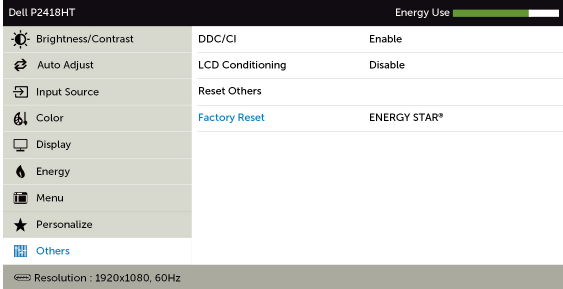 Dell P2418HT Energy Use
Brightness/Contrast DDC/CI Enable
Auto Adjust LCD Conditioning Disable
Input Source Reset Others
Color Factory Reset ENERGY STAR®
Display
Energy
Menu
Personalize
Others
Resolution : 1920x1080, 60Hz